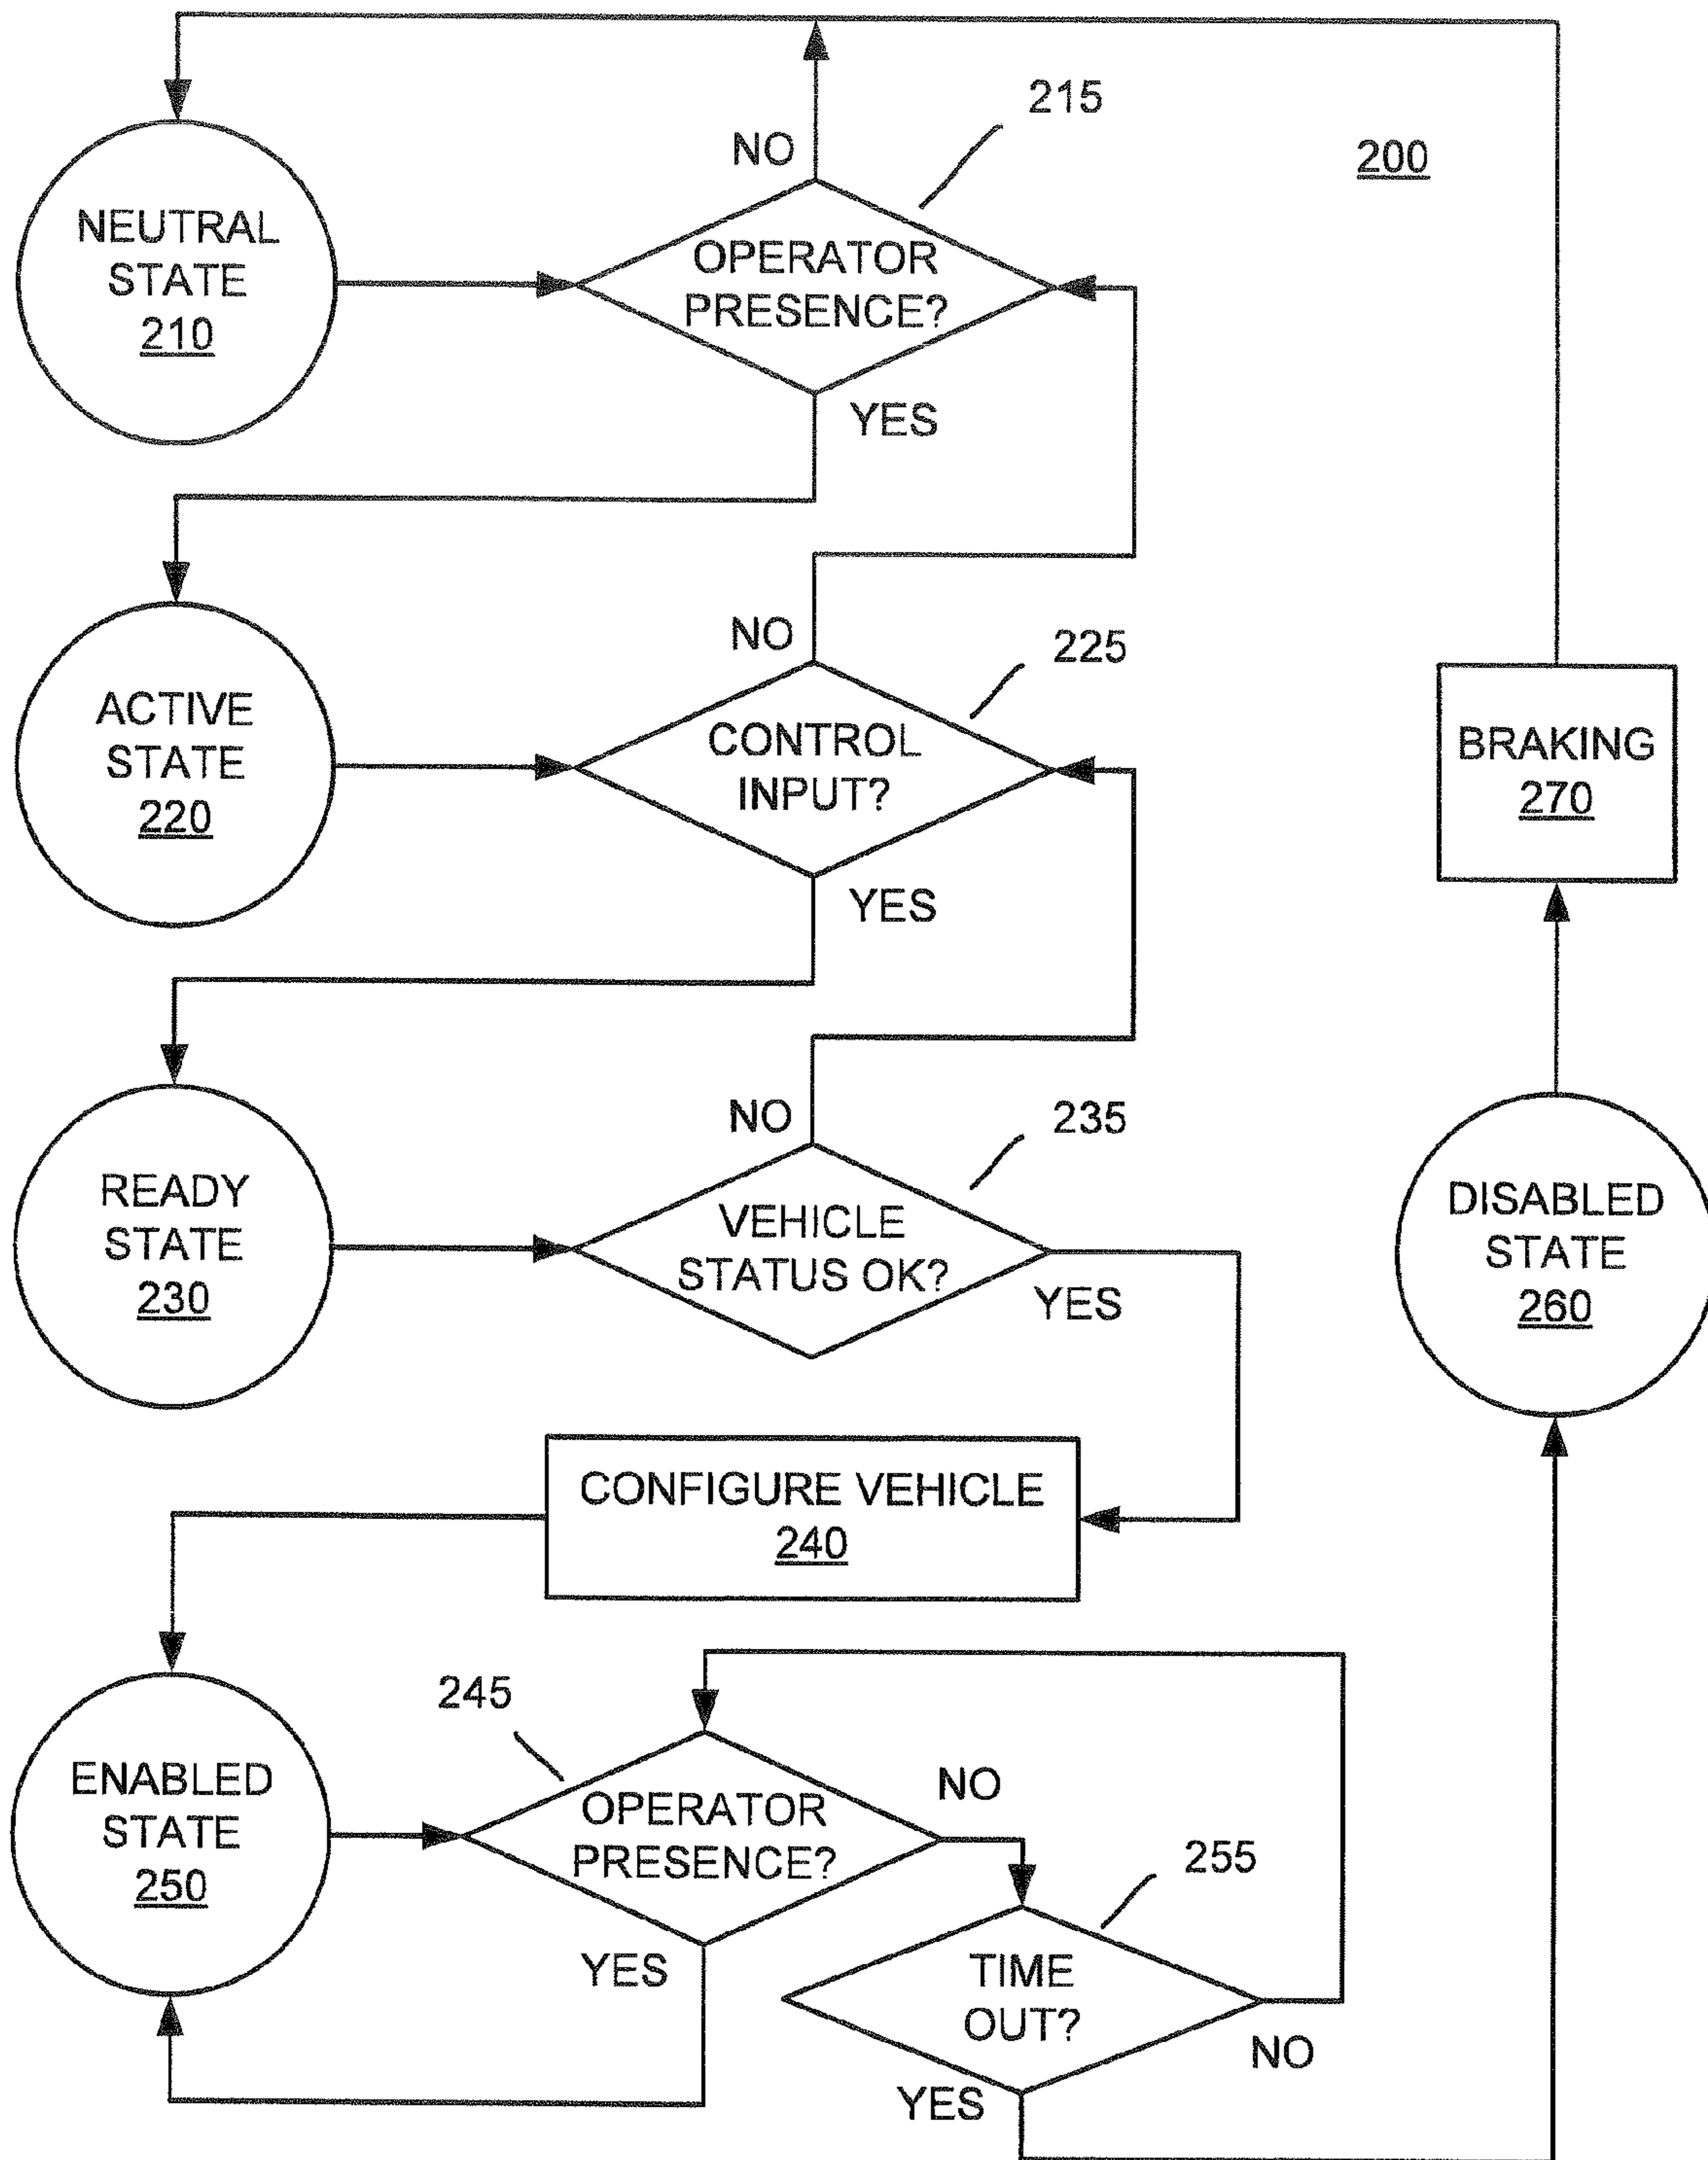 215
NO
200
NEUTRAL
STATE
210
OPERATOR
PRESENCE?
YES
NO
225
ACTIVE
STATE
220
CONTROL
INPUT?
BRAKING
270
YES
NO
235
READY
STATE
230
VEHICLE
STATUS OK?
YES
DISABLED
STATE
260
CONFIGURE VEHICLE
240
245
ENABLED
STATE
250
OPERATOR
PRESENCE?
NO
255
YES
TIME
OUT?
NO
YES